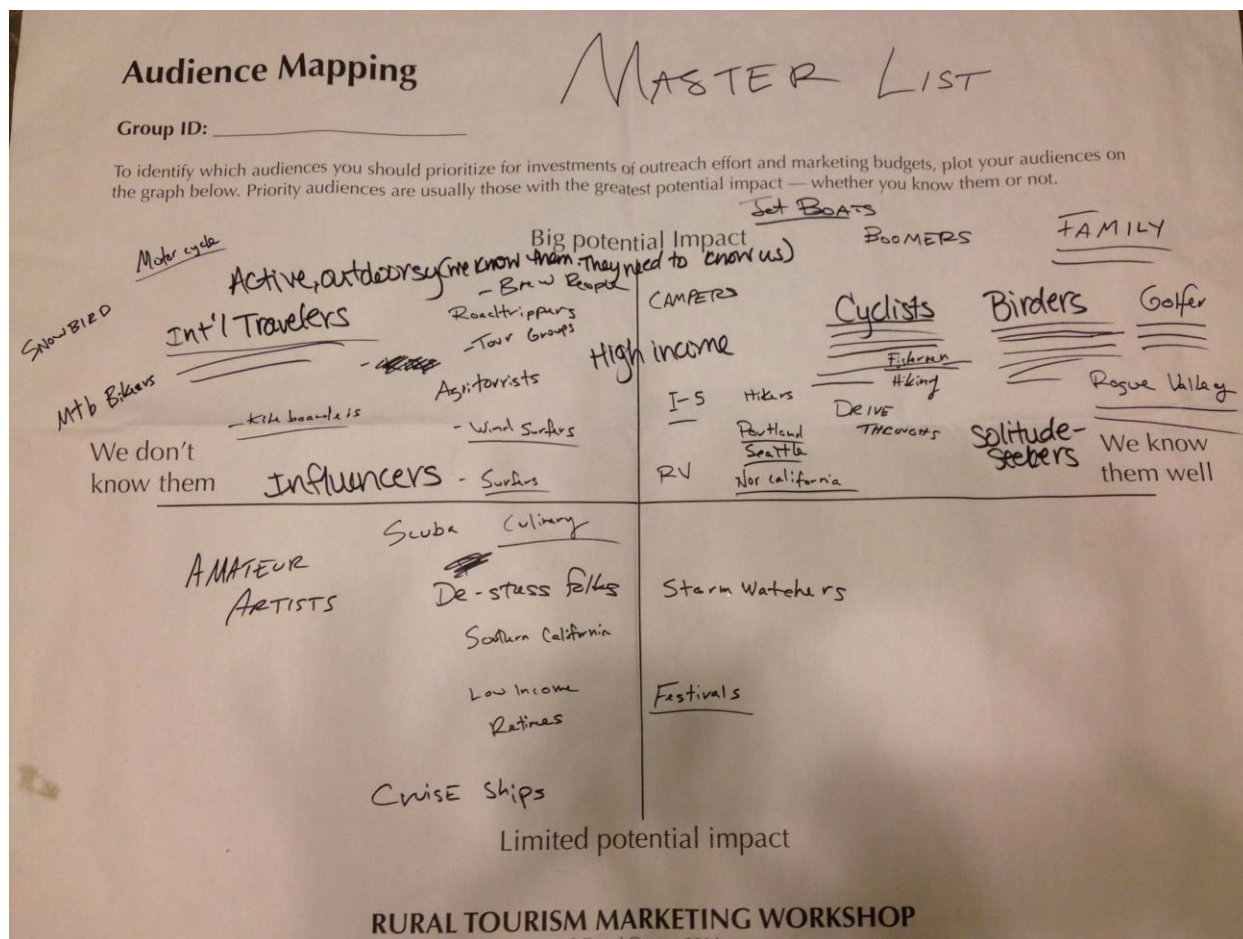 Audience Mapping
MASTER LIST
Group ID:
To identify which audiences you should prioritize for investments of outreach effort and marketing budgets, plot your audiences on
the graph below. Priority audiences are usually those with the greatest potential impact — whether you know them or not.
Jet BOATS
Big potential Impact
BOOMERS
FAMILY
Motorcycle
Active, outdoorsy (we know them. They need to know us)
- Brew People
CAMPERS
Cyclists
Birders
Golfer
SNOWBIRD
Int'l Travelers
Roadtrippers
- Tour Groups
High income
Fishermen
Hiking
Mtb Bikers
Agritourists
I-5
Hikers
DRIVE
THROUGHS
Rogue Valley
- Kite boarders
- Wind Surfers
Portland
Seattle
Solitude-
Seekers
We don't
know them
We know
them well
Influencers
- Surfers
RV
Nor california
Scuba
Culinary
AMATEUR
ARTISTS
De-stress folks
Storm Watchers
Southern California
Low Income
Festivals
Retirees
Cruise Ships
Limited potential impact
RURAL TOURISM MARKETING WORKSHOP